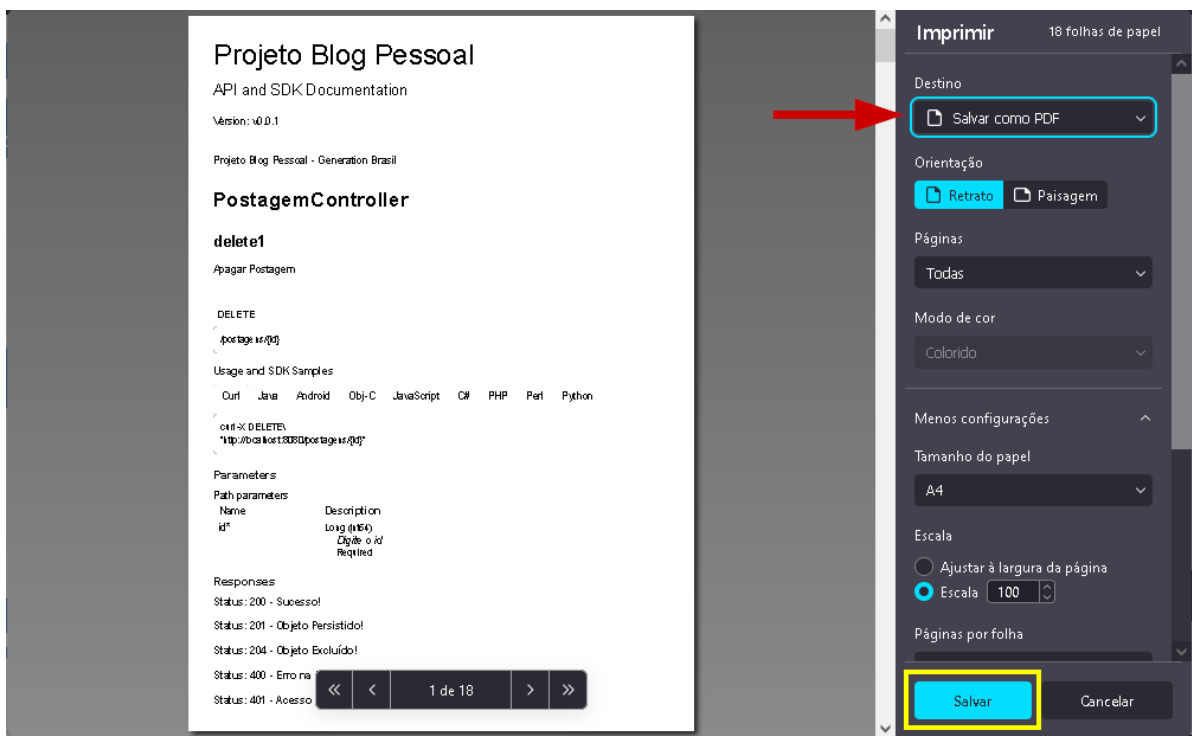 Projeto Blog Pessoal
API and SDK Documentation
Version: v0.0.1
Projeto Blog Pessoal - Generation Brasil
PostagemController
delete1
Apagar Postagem
DELETE
/postagens/{id}
Usage and SDK Samples
Curl Java Android Obj-C JavaScript C# PHP Perl Python
curl -X DELETE\
"http://localhost:8080/postagens/{id}"
Parameters
Path parameters
Name Description
id* Long (int64)
Digite o id
Required
Responses
Status: 200 - Sucesso!
Status: 201 - Objeto Persistido!
Status: 204 - Objeto Excluído!
Status: 400 - Erro na
Status: 401 - Acesso
1 de 18
Imprimir 18 folhas de papel
Destino
Salvar como PDF
Orientação
Retrato Paisagem
Páginas
Todas
Modo de cor
Colorido
Menos configurações
Tamanho do papel
A4
Escala
Ajustar à largura da página
Escala 100
Páginas por folha
Salvar Cancelar